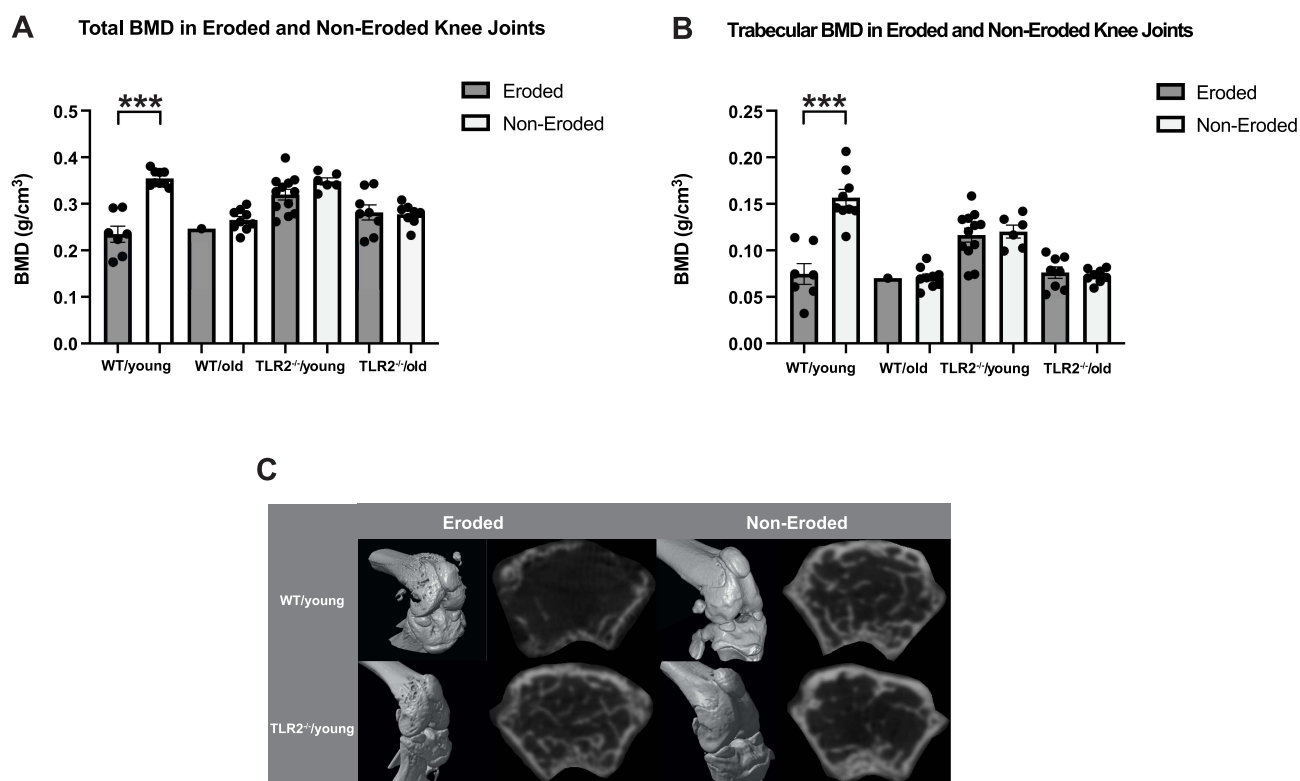 A
Total BMD in Eroded and Non-Eroded Knee Joints
Eroded
Non-Eroded
***
BMD (g/cm³)
0.5
0.4
0.3
0.2
0.1
0.0
WT/young
WT/old
TLR2⁻/⁻/young
TLR2⁻/⁻/old
B
Trabecular BMD in Eroded and Non-Eroded Knee Joints
Eroded
Non-Eroded
***
BMD (g/cm³)
0.25
0.20
0.15
0.10
0.05
0.00
WT/young
WT/old
TLR2⁻/⁻/young
TLR2⁻/⁻/old
C
Eroded
Non-Eroded
WT/young
TLR2⁻/⁻/young